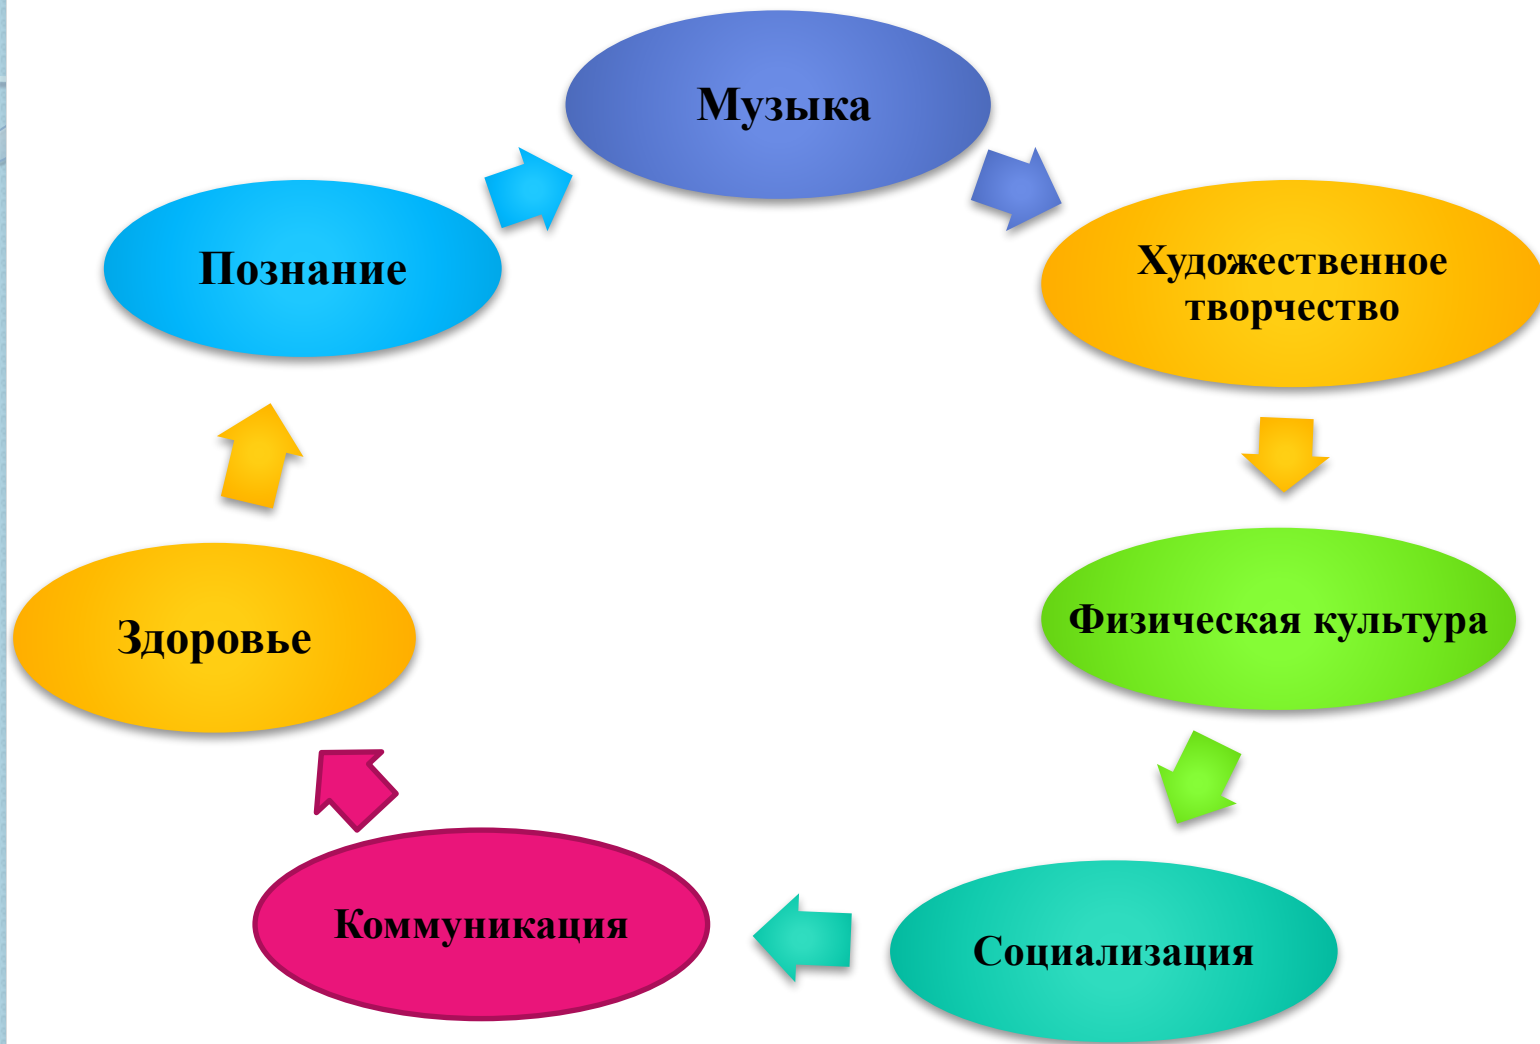 Музыка
Художественное
творчество
Физическая культура
Социализация
Коммуникация
Здоровье
Познание